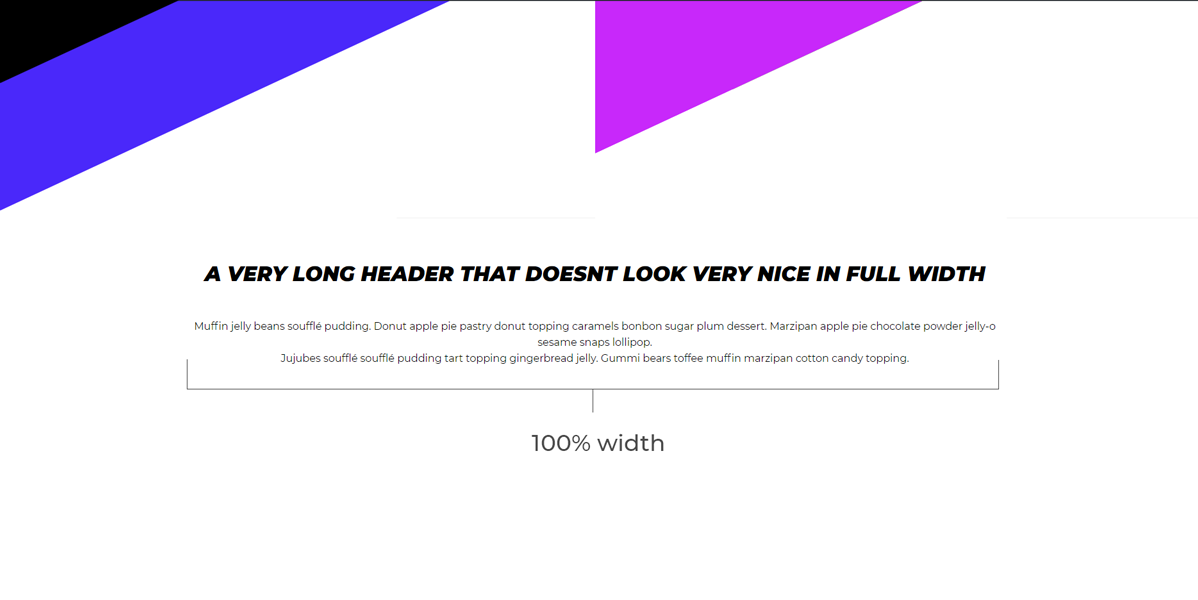 A VERY LONG HEADER THAT DOESNT LOOK VERY NICE IN FULL WIDTH
Muffin jelly beans soufflé pudding. Donut apple pie pastry donut topping caramels bonbon sugar plum dessert. Marzipan apple pie chocolate powder jelly-o
sesame snaps lollipop.
Jujubes soufflé soufflé pudding tart topping gingerbread jelly. Gummi bears toffee muffin marzipan cotton candy topping.
100% width